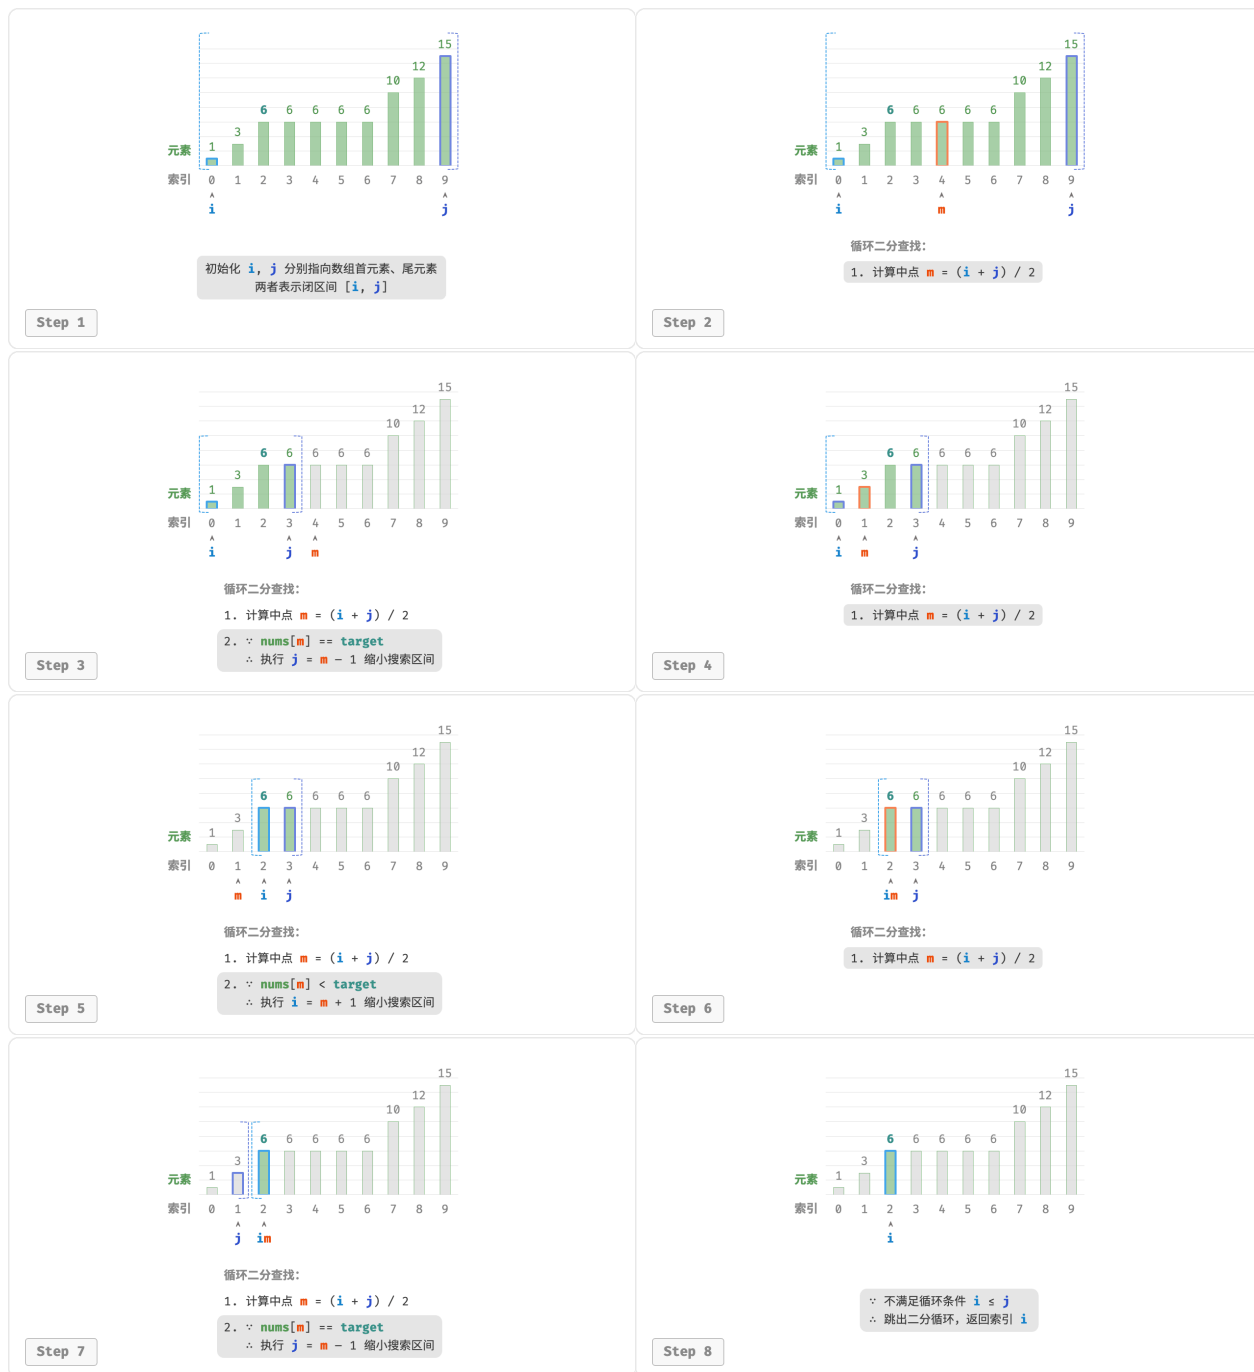 15
12
10
6 6 6 6 6
3
1
元素
索引 0 1 2 3 4 5 6 7 8 9
i j
初始化 i, j 分别指向数组首元素、尾元素
两者表示闭区间 [i, j]
Step 1
15
12
10
6 6 6 6 6
3
1
元素
索引 0 1 2 3 4 5 6 7 8 9
i m j
循环二分查找：
1. 计算中点 m = (i + j) / 2
Step 2
15
12
10
6 6 6 6 6
3
1
元素
索引 0 1 2 3 4 5 6 7 8 9
i j m
循环二分查找：
1. 计算中点 m = (i + j) / 2
2. ∵ nums[m] == target
∴ 执行 j = m − 1 缩小搜索区间
Step 3
15
12
10
6 6 6 6 6
3
1
元素
索引 0 1 2 3 4 5 6 7 8 9
i m j
循环二分查找：
1. 计算中点 m = (i + j) / 2
Step 4
15
12
10
6 6 6 6 6
3
1
元素
索引 0 1 2 3 4 5 6 7 8 9
m i j
循环二分查找：
1. 计算中点 m = (i + j) / 2
2. ∵ nums[m] < target
∴ 执行 i = m + 1 缩小搜索区间
Step 5
15
12
10
6 6 6 6 6
3
1
元素
索引 0 1 2 3 4 5 6 7 8 9
im j
循环二分查找：
1. 计算中点 m = (i + j) / 2
Step 6
15
12
10
6 6 6 6 6
3
1
元素
索引 0 1 2 3 4 5 6 7 8 9
j im
循环二分查找：
1. 计算中点 m = (i + j) / 2
2. ∵ nums[m] == target
∴ 执行 j = m − 1 缩小搜索区间
Step 7
15
12
10
6 6 6 6 6
3
1
元素
索引 0 1 2 3 4 5 6 7 8 9
i
∵ 不满足循环条件 i ≤ j
∴ 跳出二分循环，返回索引 i
Step 8